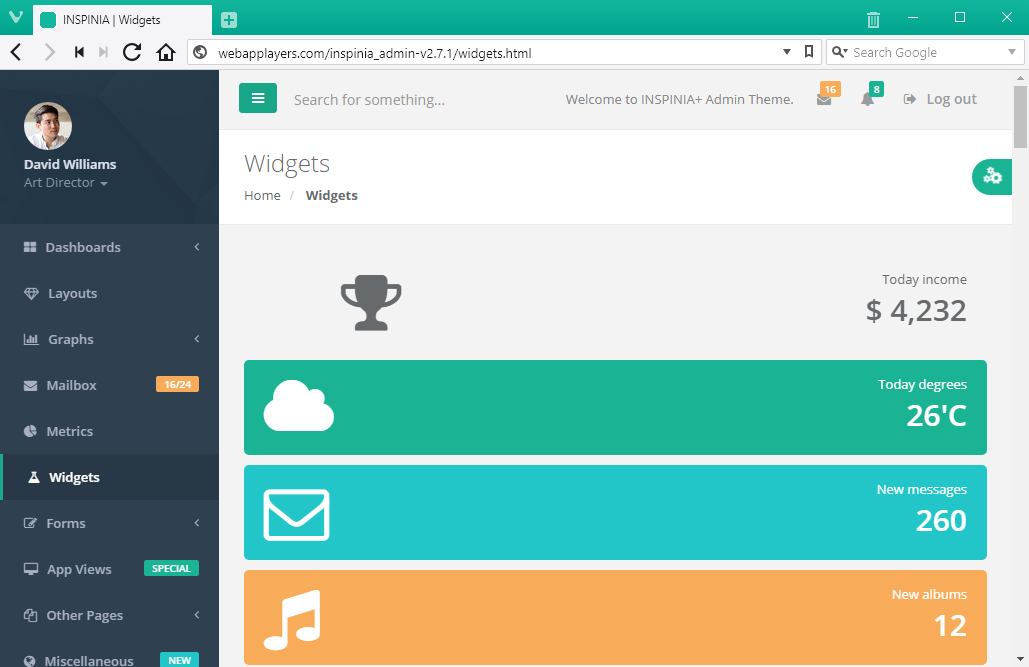 INSPINIA | Widgets
webapplayers.com/inspinia_admin-v2.7.1/widgets.html
Search Google
David Williams
Art Director
Dashboards
Layouts
Graphs
Mailbox 16/24
Metrics
Widgets
Forms
App Views SPECIAL
Other Pages
Miscellaneous NEW
Search for something...
Welcome to INSPINIA+ Admin Theme.
16
8
Log out
Widgets
Home / Widgets
Today income
$ 4,232
Today degrees
26'C
New messages
260
New albums
12